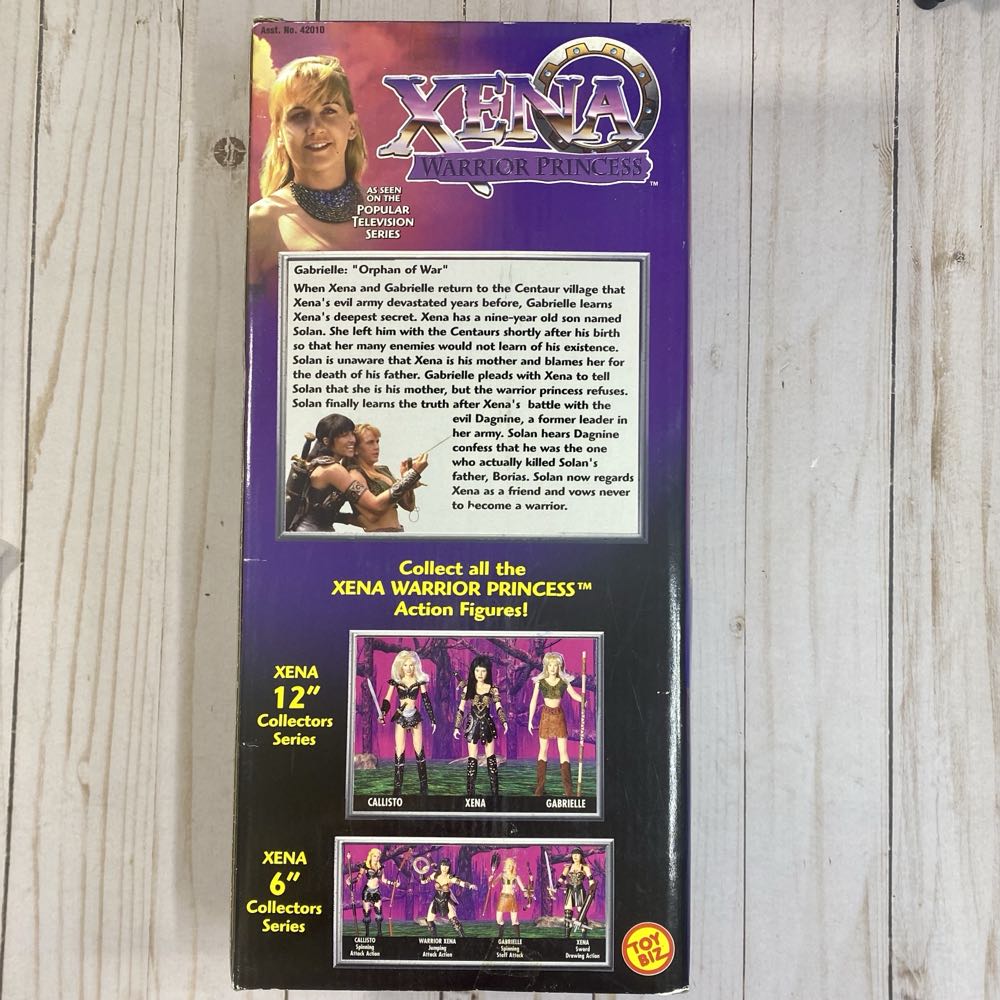 Asst. No. 42010
XENA
WARRIOR PRINCESS™
AS SEEN
ON THE
POPULAR
TELEVISION
SERIES
Gabrielle: "Orphan of War"
When Xena and Gabrielle return to the Centaur village that
Xena's evil army devastated years before, Gabrielle learns
Xena's deepest secret. Xena has a nine-year old son named
Solan. She left him with the Centaurs shortly after his birth
so that her many enemies would not learn of his existence.
Solan is unaware that Xena is his mother and blames her for
the death of his father. Gabrielle pleads with Xena to tell
Solan that she is his mother, but the warrior princess refuses.
Solan finally learns the truth after Xena's battle with the
evil Dagnine, a former leader in
her army. Solan hears Dagnine
confess that he was the one
who actually killed Solan's
father, Borias. Solan now regards
Xena as a friend and vows never
to become a warrior.
Collect all the
XENA WARRIOR PRINCESS™
Action Figures!
XENA
12"
Collectors
Series
CALLISTO XENA GABRIELLE
XENA
6"
Collectors
Series
CALLISTO
Spinning
Attack Action
WARRIOR XENA
Jumping
Attack Action
GABRIELLE
Spinning
Staff Attack
XENA
Sword
Drawing Action
TOY
BIZ